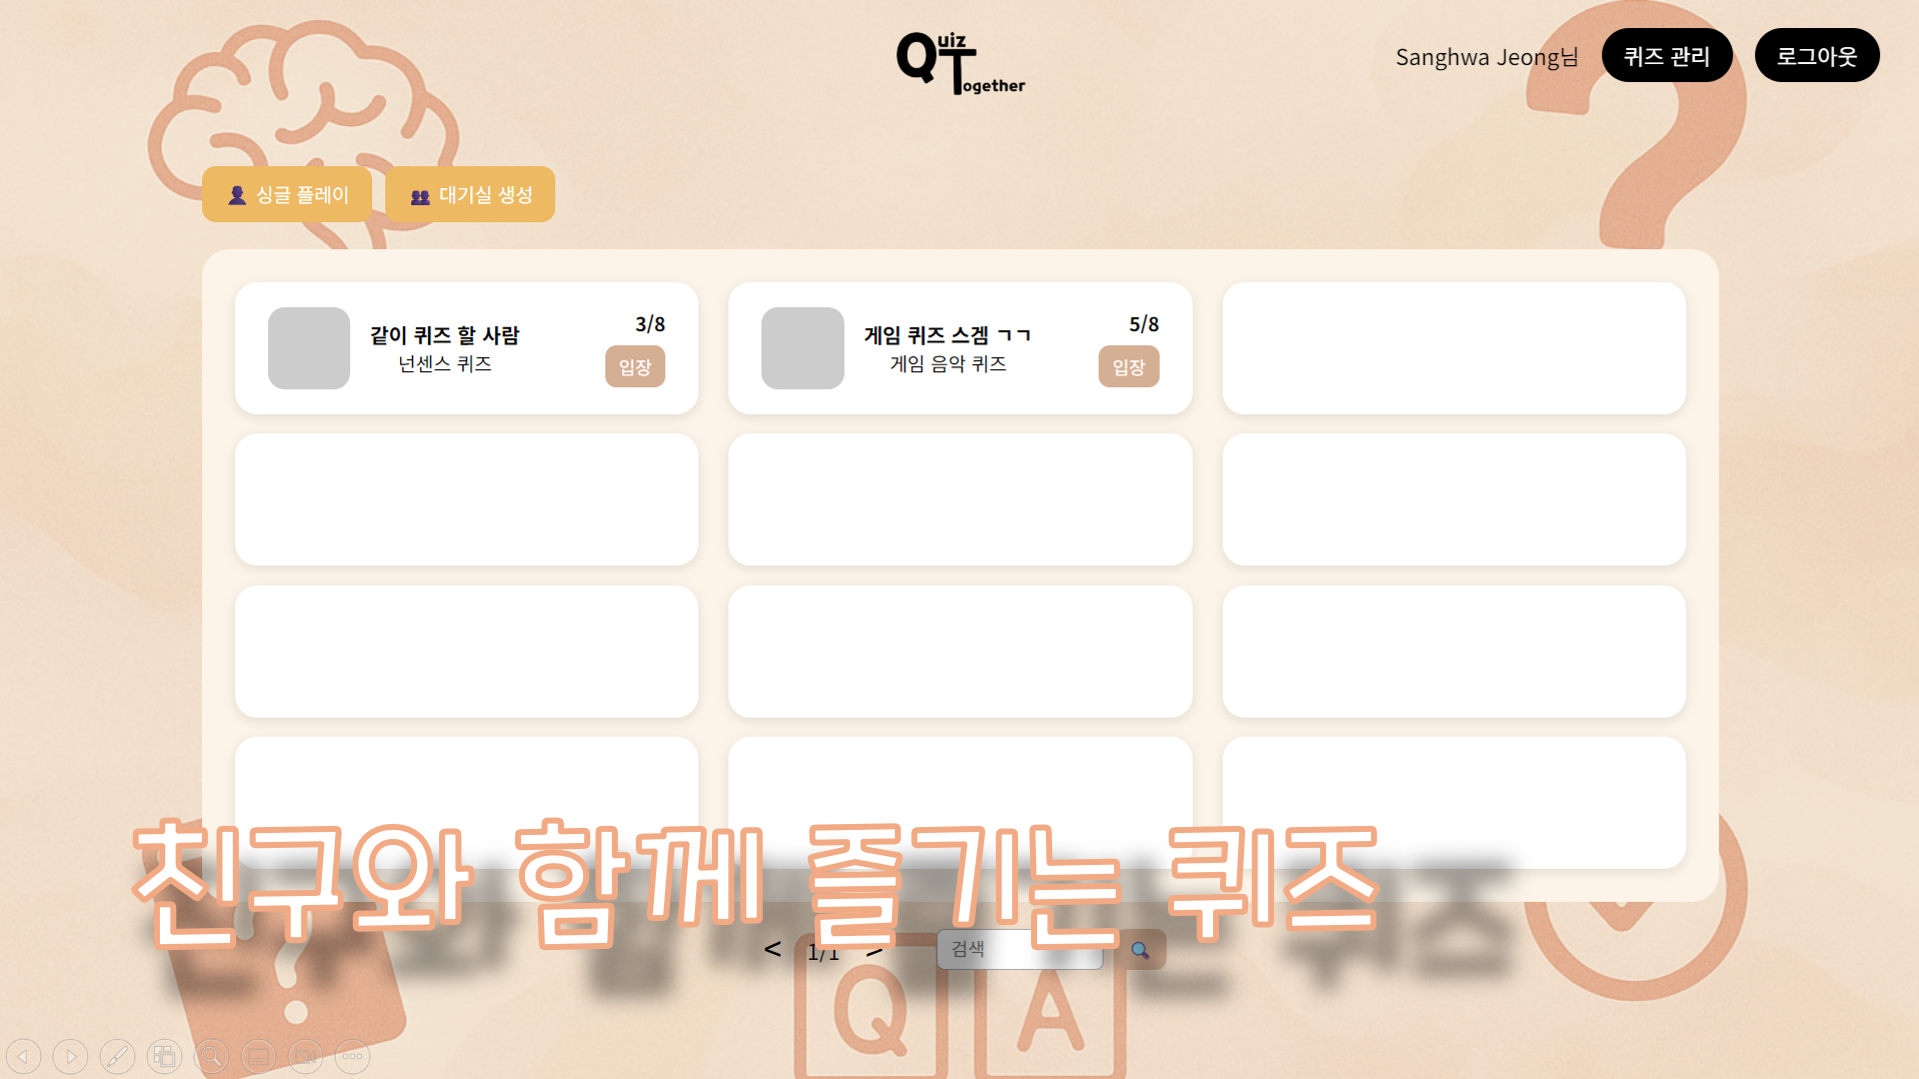 Quiz
Together
Sanghwa Jeong님
퀴즈 관리
로그아웃
싱글 플레이
대기실 생성
같이 퀴즈 할 사람
넌센스 퀴즈
3/8
입장
게임 퀴즈 스겜 ㄱㄱ
게임 음악 퀴즈
5/8
입장
친구와 함께 즐기는 퀴즈
< 1/1 >
검색
?
Q A